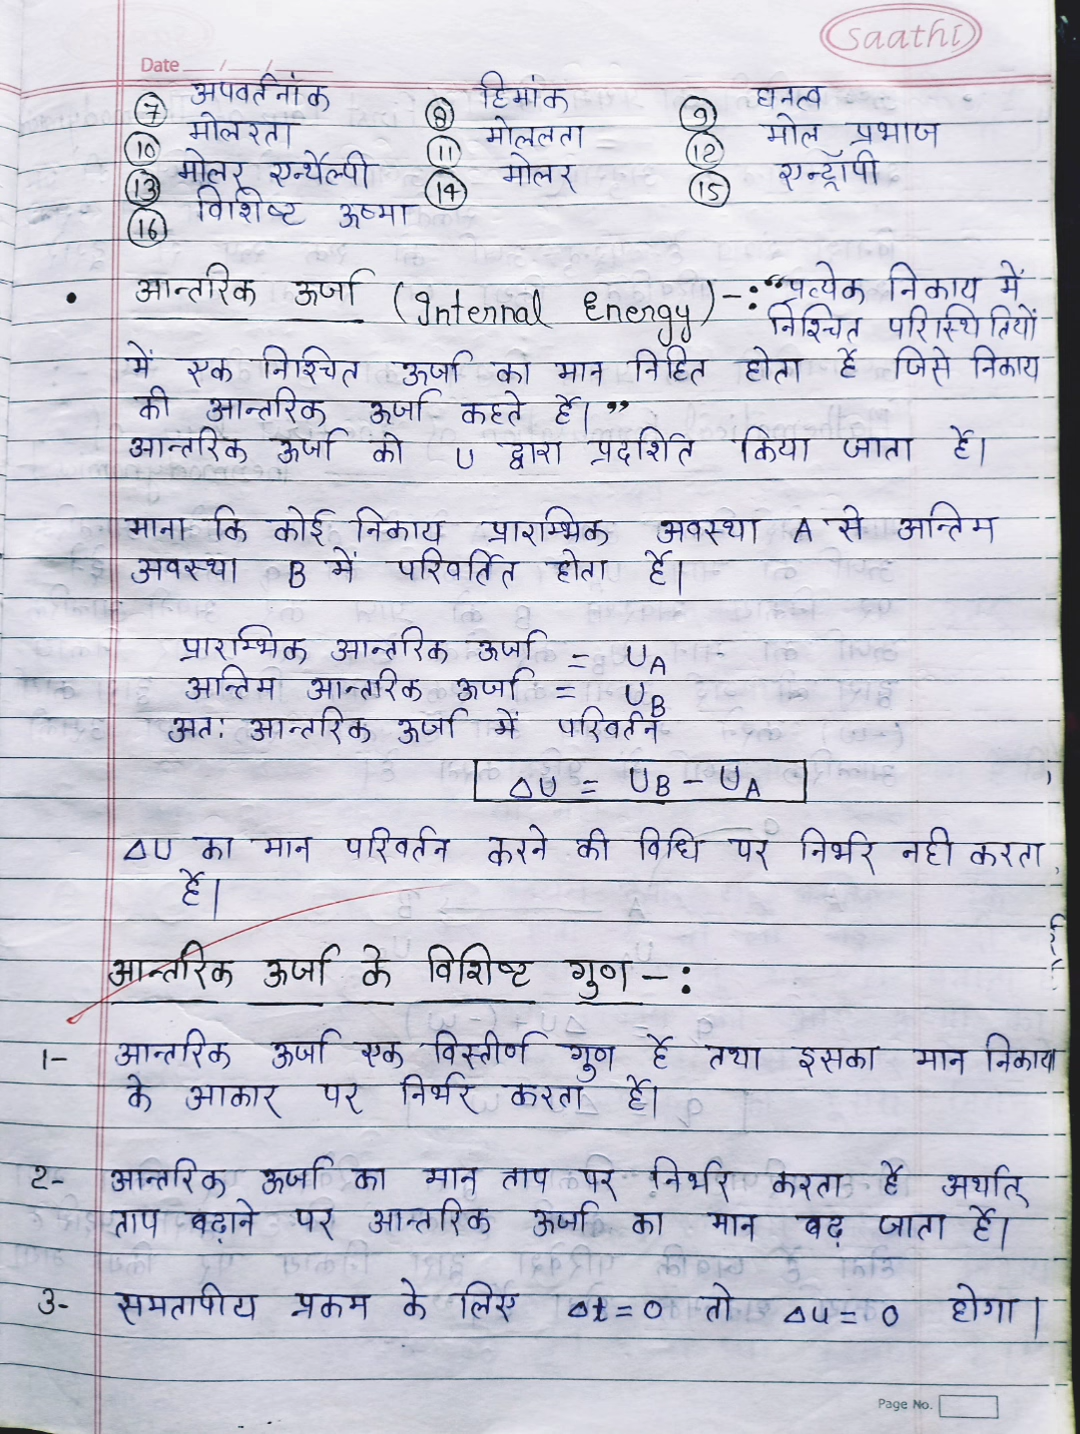 Saathi
Date
⑦ अपवर्तनांक ⑧ हिमांक ⑨ घनत्व
⑩ मोलरता ⑪ मोललता ⑫ मोल प्रभाज
⑬ मोलर एन्थैल्पी ⑭ मोलर ⑮ एन्ट्रॉपी
⑯ विशिष्ट ऊष्मा
• आन्तरिक ऊर्जा (Internal Energy) -: "प्रत्येक निकाय में
निश्चित परिस्थितियों
में एक निश्चित ऊर्जा का मान निहित होता है जिसे निकाय
की आन्तरिक ऊर्जा कहते हैं।"
आन्तरिक ऊर्जा को U द्वारा प्रदर्शित किया जाता है।
माना कि कोई निकाय प्रारम्भिक अवस्था A से अन्तिम
अवस्था B में परिवर्तित होता है।
प्रारम्भिक आन्तरिक ऊर्जा = UA
अन्तिम आन्तरिक ऊर्जा = UB
अत: आन्तरिक ऊर्जा में परिवर्तन
ΔU = UB - UA
ΔU का मान परिवर्तन करने की विधि पर निर्भर नही करता
है।
आन्तरिक ऊर्जा के विशिष्ट गुण -:
1- आन्तरिक ऊर्जा एक विस्तीर्ण गुण है तथा इसका मान निकाय
के आकार पर निर्भर करता है।
2- आन्तरिक ऊर्जा का मान ताप पर निर्भर करता है अर्थात्
ताप बढ़ाने पर आन्तरिक ऊर्जा का मान बढ़ जाता है।
3- समतापीय प्रक्रम के लिए Δt = 0 तो ΔU = 0 होगा।
Page No.